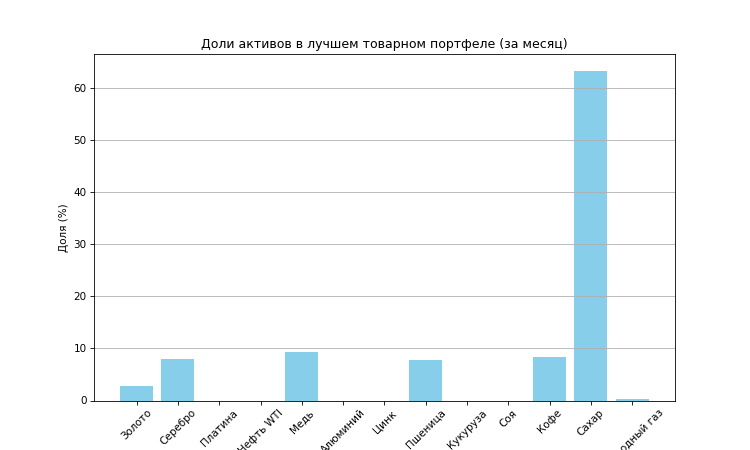 Доли активов в лучшем товарном портфеле (за месяц)
Доля (%)
60
50
40
30
20
10
0
Золото
Серебро
Платина
Нефть WTI
Медь
Алюминий
Цинк
Пшеница
Кукуруза
Соя
Кофе
Сахар
одный газ